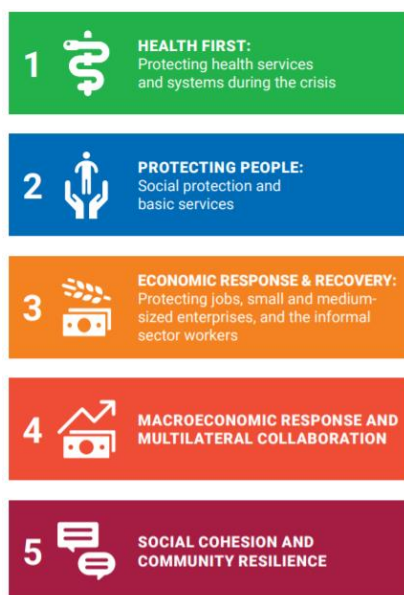 1
HEALTH FIRST:
Protecting health services
and systems during the crisis
2
PROTECTING PEOPLE:
Social protection and
basic services
3
ECONOMIC RESPONSE & RECOVERY:
Protecting jobs, small and medium-
sized enterprises, and the informal
sector workers
4
MACROECONOMIC RESPONSE AND
MULTILATERAL COLLABORATION
5
SOCIAL COHESION AND
COMMUNITY RESILIENCE